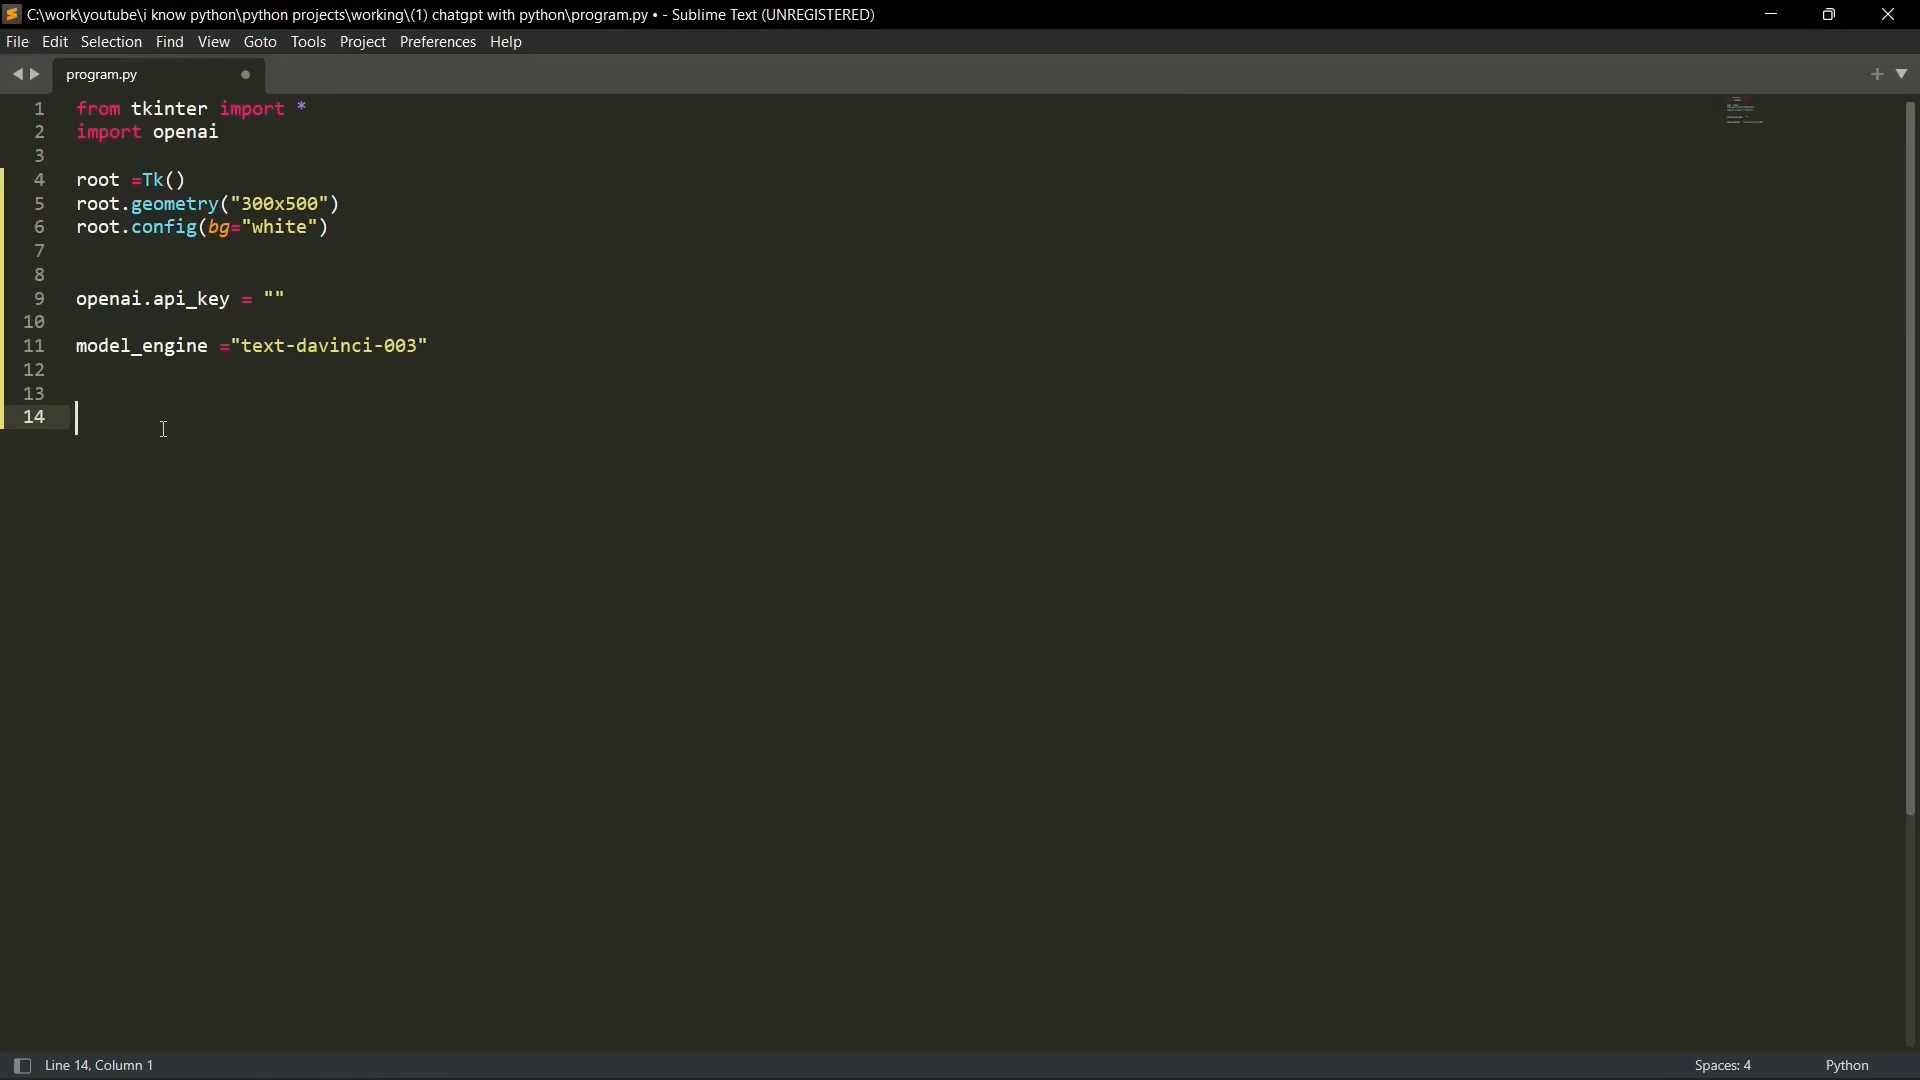 C:\work\youtube\i know python\python projects\working\(1) chatgpt with python\program.py • - Sublime Text (UNREGISTERED)
File Edit Selection Find View Goto Tools Project Preferences Help
program.py
1 from tkinter import *
2 import openai
3
4 root =Tk()
5 root.geometry("300x500")
6 root.config(bg="white")
7
8
9 openai.api_key = ""
10
11 model_engine ="text-davinci-003"
12
13
14
Line 14, Column 1 Spaces: 4 Python